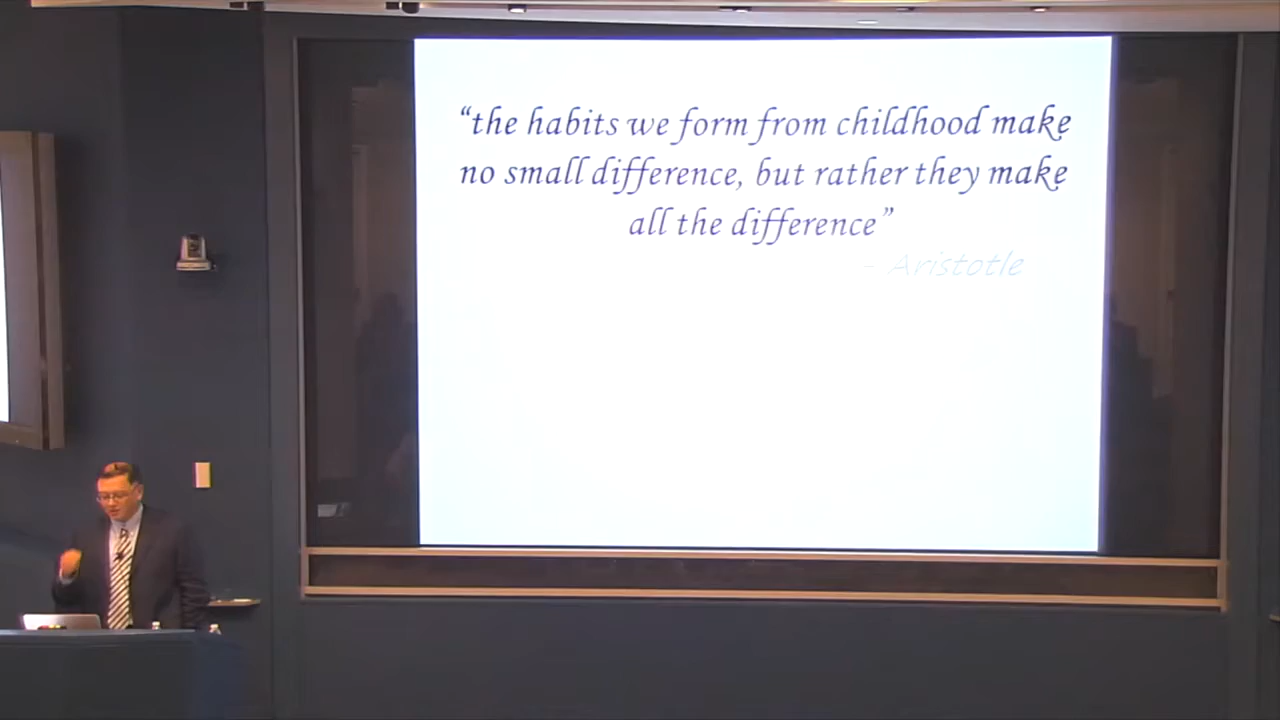 “the habits we form from childhood make
no small difference, but rather they make
all the difference”
- Aristotle